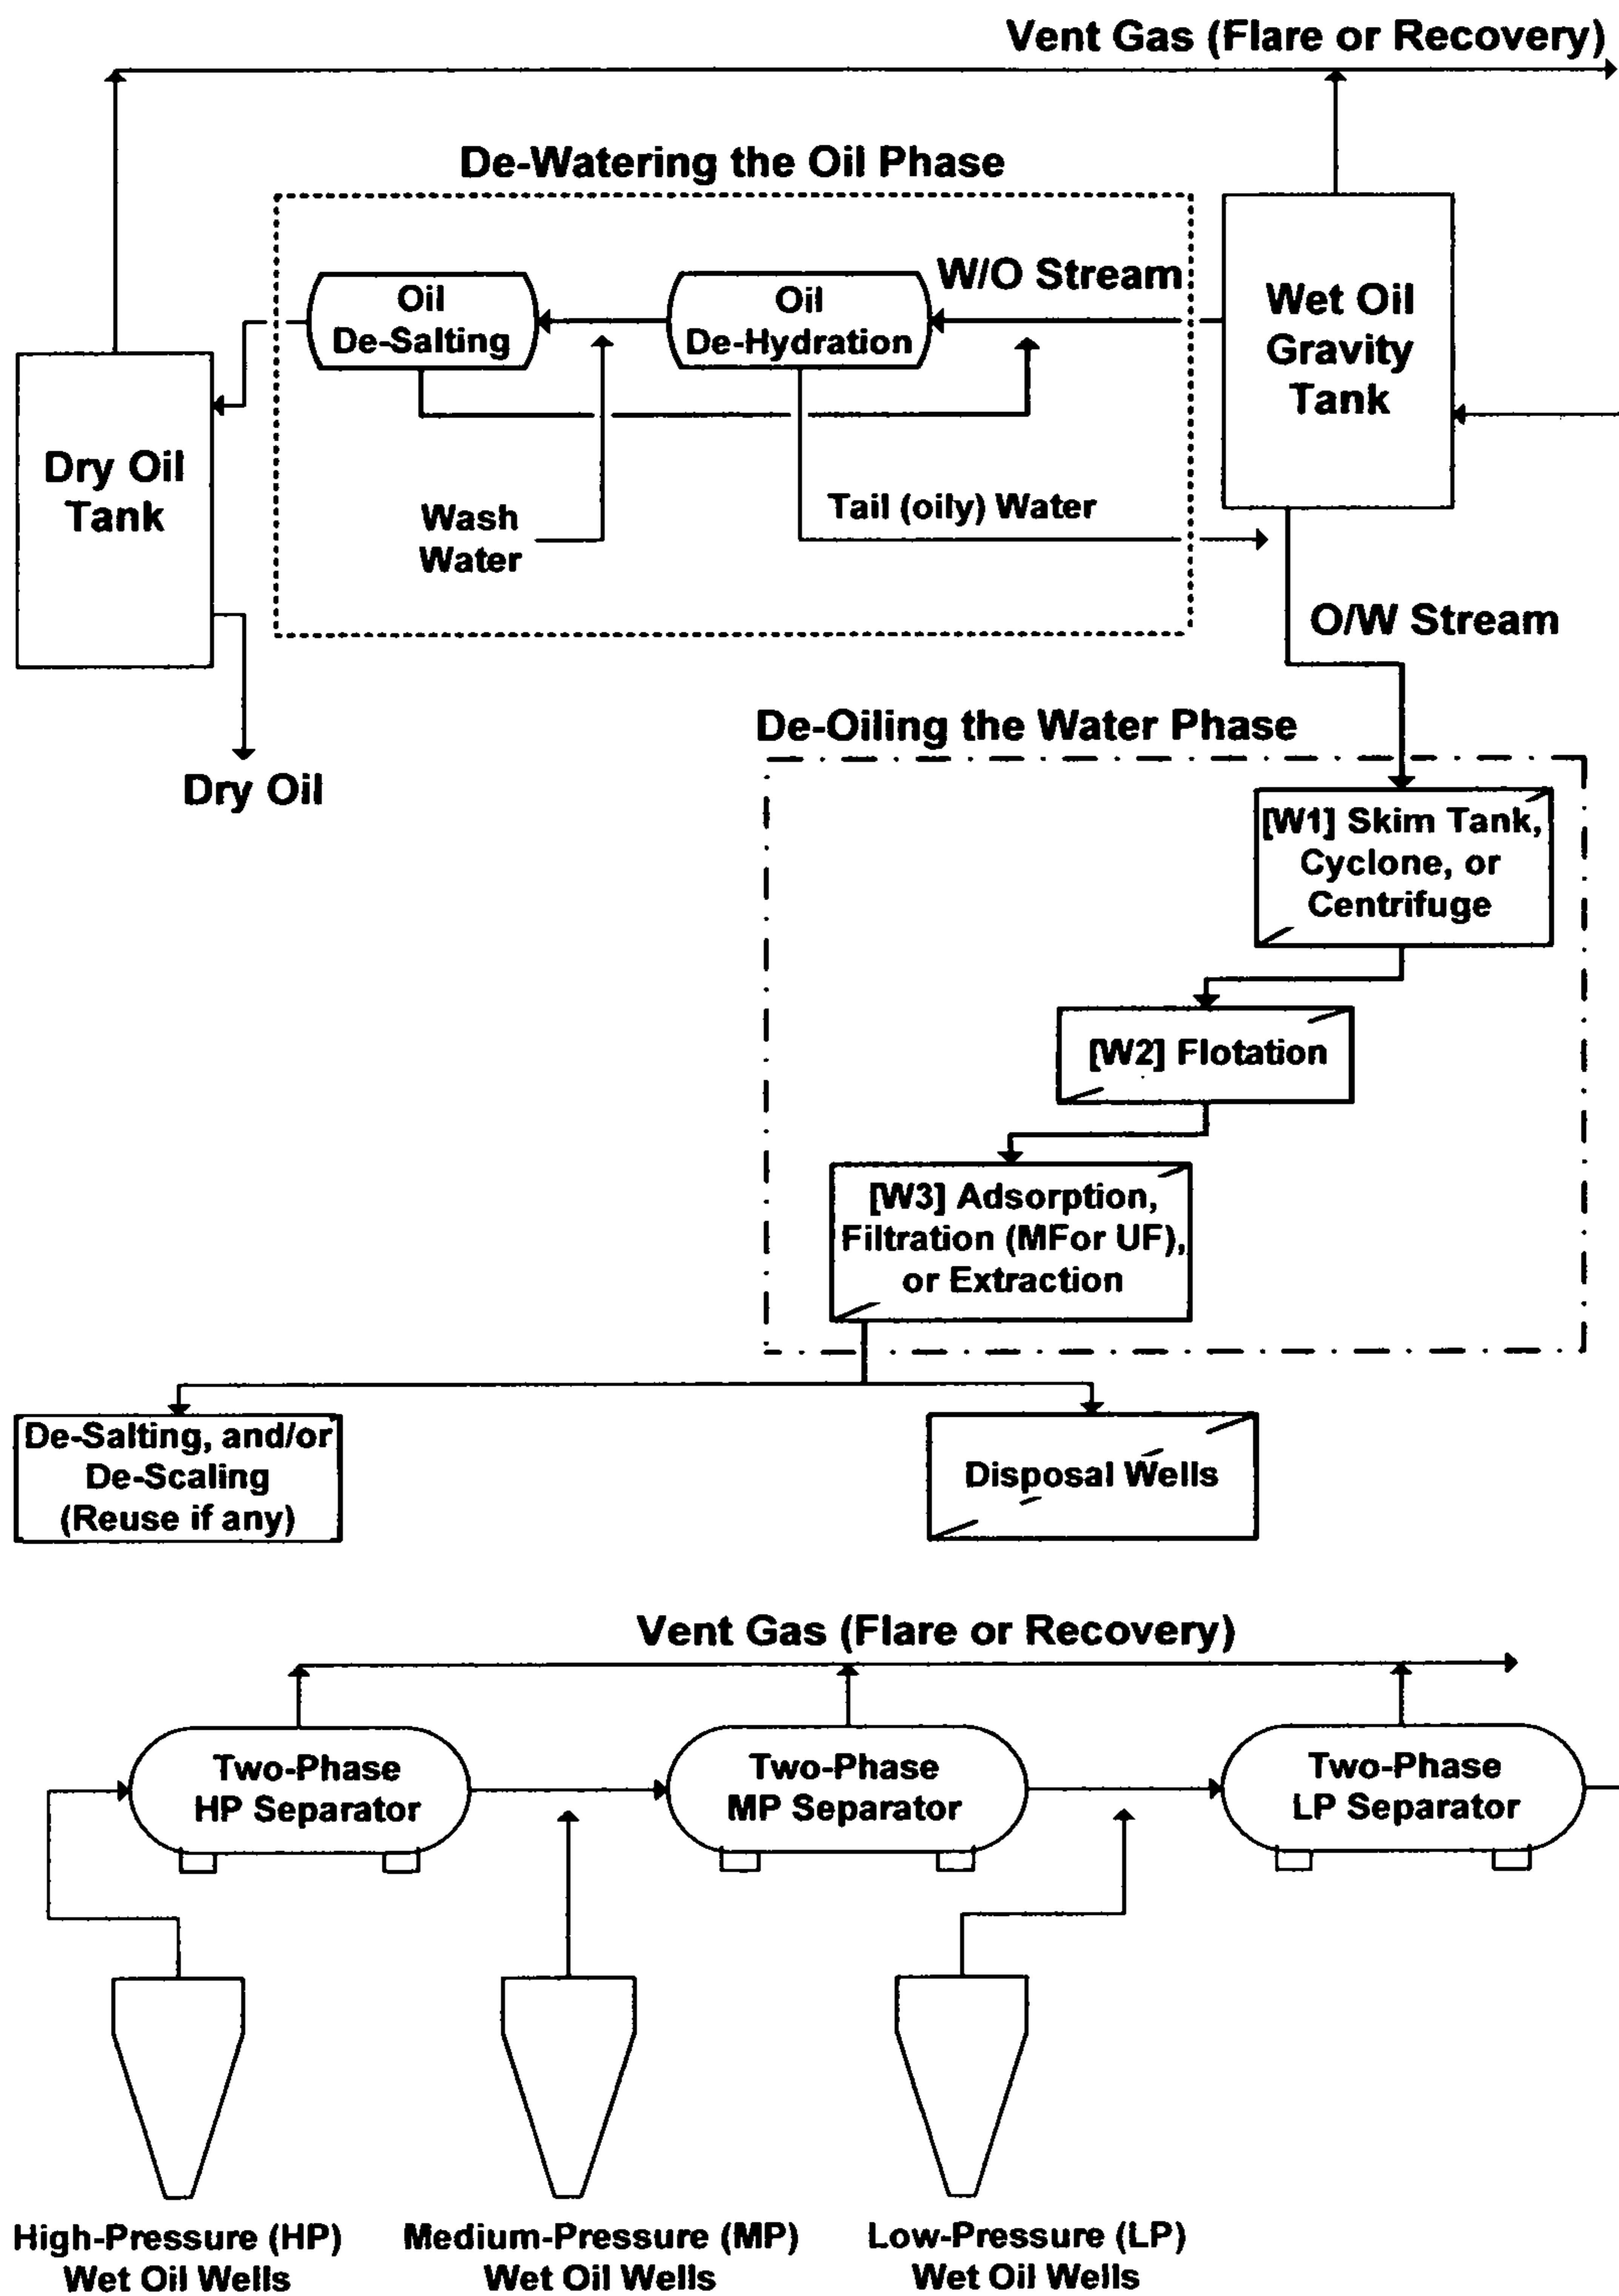 Vent Gas (Flare or Recovery)
De-Watering the Oil Phase
Oil
De-Salting
Oil
De-Hydration
W/O Stream
Wet Oil
Gravity
Tank
Dry Oil
Tank
Wash
Water
Tail (oily) Water
O/W Stream
Dry Oil
De-Oiling the Water Phase
[W1] Skim Tank,
Cyclone, or
Centrifuge
[W2] Flotation
[W3] Adsorption,
Filtration (MFor UF),
or Extraction
De-Salting, and/or
De-Scaling
(Reuse if any)
Disposal Wells
Vent Gas (Flare or Recovery)
Two-Phase
HP Separator
Two-Phase
MP Separator
Two-Phase
LP Separator
High-Pressure (HP)
Wet Oil Wells
Medium-Pressure (MP)
Wet Oil Wells
Low-Pressure (LP)
Wet Oil Wells